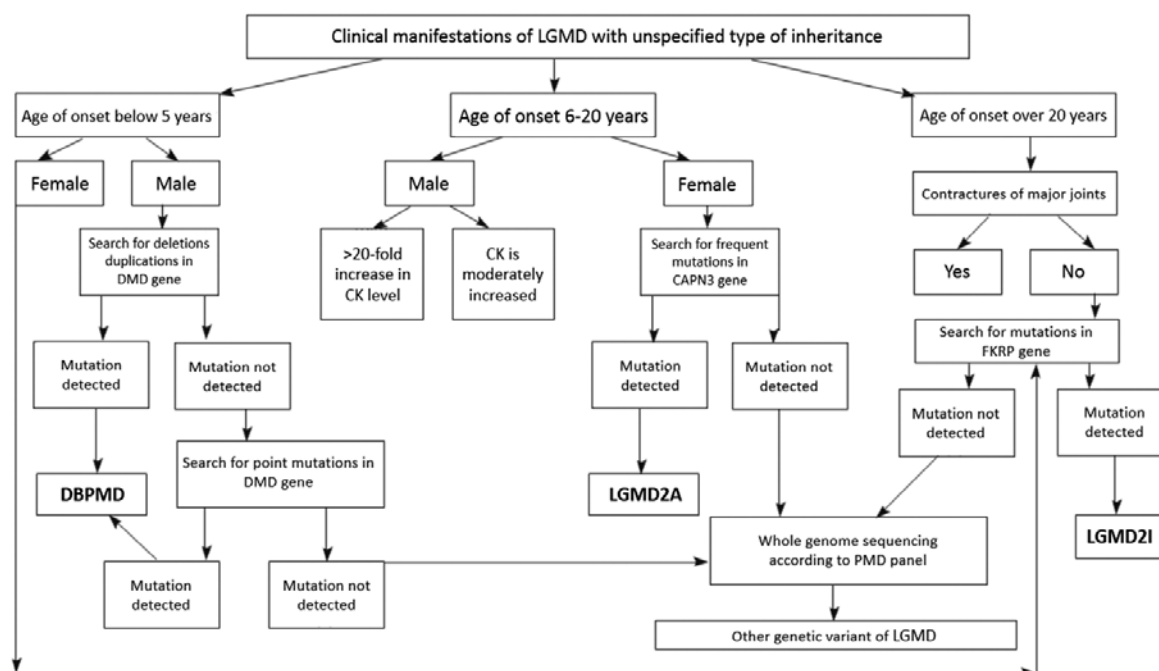 Clinical manifestations of LGMD with unspecified type of inheritance
Age of onset below 5 years
Age of onset 6-20 years
Age of onset over 20 years
Female
Male
Male
Female
Contractures of major joints
Search for deletions
duplications in
DMD gene
>20-fold
increase in
CK level
CK is
moderately
increased
Search for frequent
mutations in
CAPN3 gene
Yes
No
Mutation
detected
Mutation not
detected
Mutation
detected
Mutation not
detected
Search for mutations in
FKRP gene
Mutation not
detected
Mutation
detected
Search for point mutations in
DMD gene
DBPMD
LGMD2A
Whole genome sequencing
according to PMD panel
LGMD2I
Mutation
detected
Mutation not
detected
Other genetic variant of LGMD